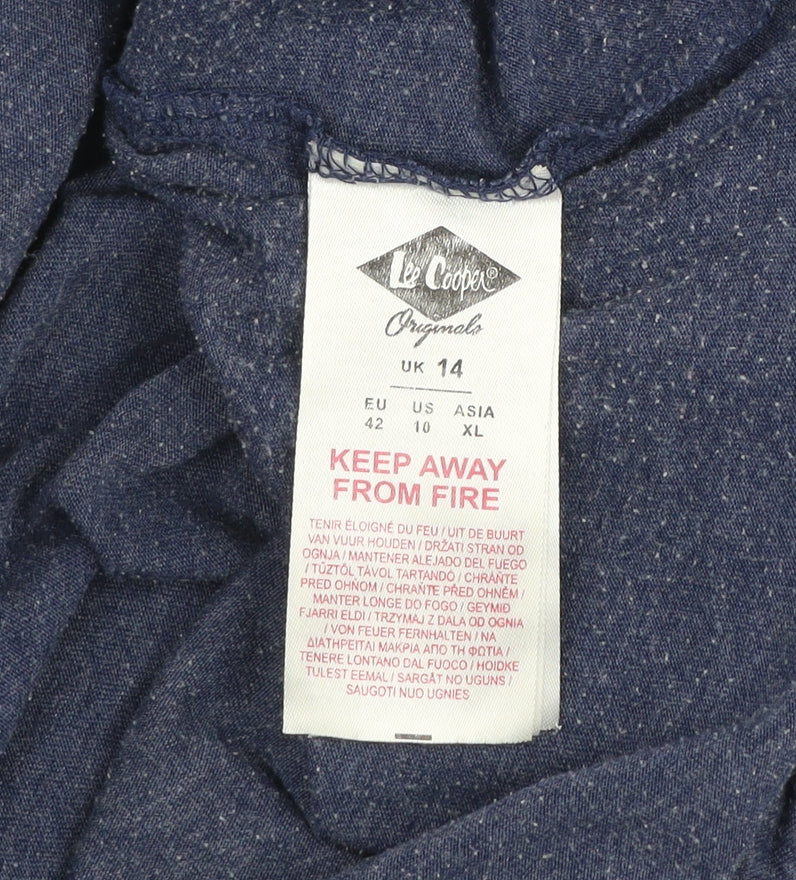 Lee Cooper®
Originals
UK 14
EU US ASIA
42 10 XL
KEEP AWAY
FROM FIRE
TENIR ÉLOIGNÉ DU FEU / UIT DE BUURT
VAN VUUR HOUDEN / DRŽATI STRAN OD
OGNJA / MANTENER ALEJADO DEL FUEGO
/ TŰZTŐL TÁVOL TARTANDÓ / CHRAŇTE
PRED OHŇOM / CHRAŇTE PŘED OHNĚM /
MANTER LONGE DO FOGO / GEYMIÐ
FJARRI ELDI / TRZYMAJ Z DALA OD OGNIA
/ VON FEUER FERNHALTEN / ΝΑ
ΔΙΑΤΗΡΕΙΤΑΙ ΜΑΚΡΙΑ ΑΠΟ ΤΗ ΦΩΤΙΑ /
TENERE LONTANO DAL FUOCO / HOIDKE
TULEST EEMAL / SARGĀT NO UGUNS /
SAUGOTI NUO UGNIES